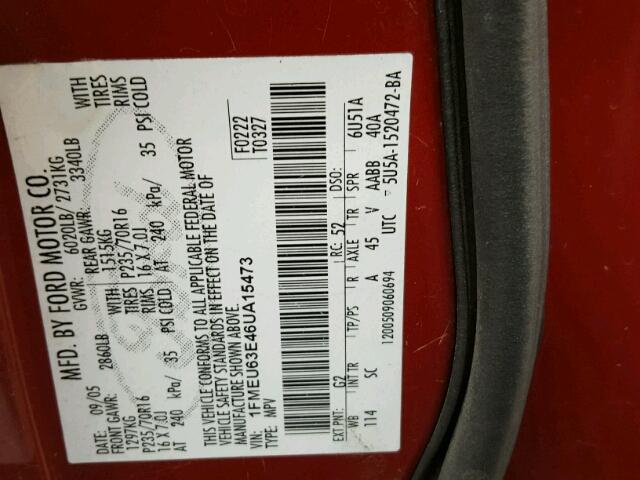 MFD. BY FORD MOTOR CO.
DATE: 09/05 GVWR: 6020LB/ 2731KG
FRONT GAWR: 2860LB REAR GAWR: 3340LB
1297KG WITH 1515KG WITH
P235/70R16 TIRES P235/70R16 TIRES
16 X 7.0J RIMS 16 X 7.0J RIMS
AT 240 kPa/ 35 PSI COLD AT 240 kPa/ 35 PSI COLD
THIS VEHICLE CONFORMS TO ALL APPLICABLE FEDERAL MOTOR
VEHICLE SAFETY STANDARDS IN EFFECT ON THE DATE OF
MANUFACTURE SHOWN ABOVE.
VIN: 1FMEU63E46UA15473
TYPE: MPV
F0222
T0327
EXT PNT: G2 RC: 52 DSO:
WB TP/PS R AXLE TR SPR 6U51A
114 SC A 45 V AABB 40A
1200509060694 UTC 5U5A-1520472-BA